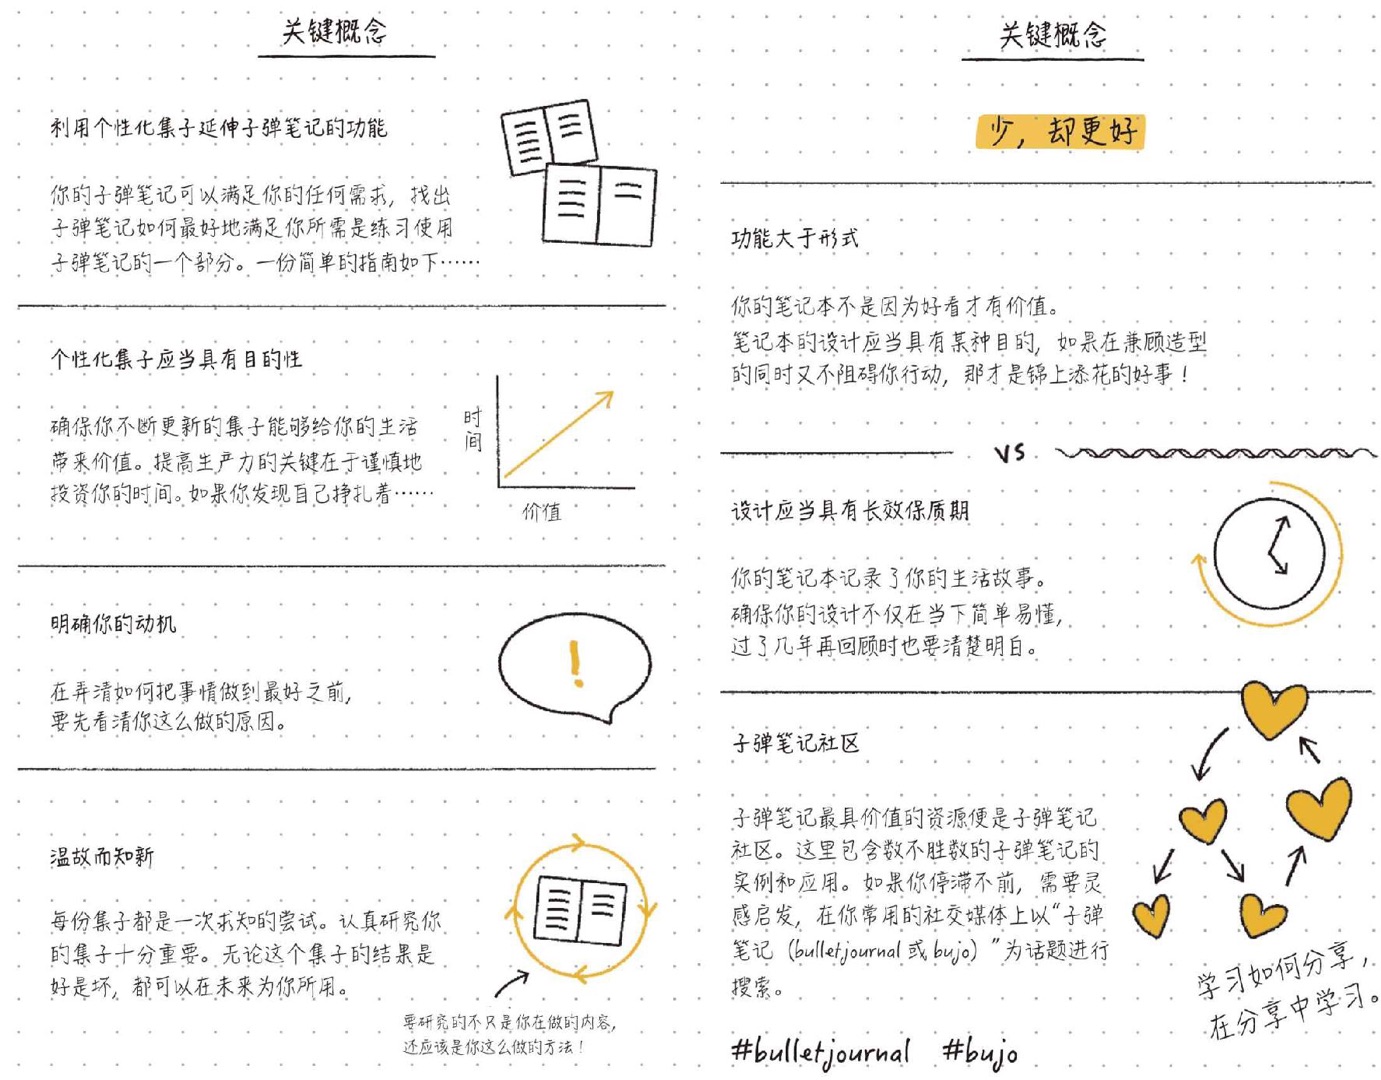 关键概念
利用个性化集子延伸子弹笔记的功能
你的子弹笔记可以满足你的任何需求，找出
子弹笔记如何最好地满足你所需是练习使用
子弹笔记的一个部分。一份简单的指南如下……
个性化集子应当具有目的性
确保你不断更新的集子能够给你的生活
带来价值。提高生产力的关键在于谨慎地
投资你的时间。如果你发现自己挣扎着……
时
间
价值
明确你的动机
在弄清如何把事情做到最好之前，
要先看清你这么做的原因。
!
温故而知新
每份集子都是一次求知的尝试。认真研究你
的集子十分重要。无论这个集子的结果是
好是坏，都可以在未来为你所用。
要研究的不只是你在做的内容，
还应该是你这么做的方法！
关键概念
少，却更好
功能大于形式
你的笔记本不是因为好看才有价值。
笔记本的设计应当具有某种目的，如果在兼顾造型
的同时又不阻碍你行动，那才是锦上添花的好事！
VS
设计应当具有长效保质期
你的笔记本记录了你的生活故事。
确保你的设计不仅在当下简单易懂，
过了几年再回顾时也要清楚明白。
子弹笔记社区
子弹笔记最具价值的资源便是子弹笔记
社区。这里包含数不胜数的子弹笔记的
实例和应用。如果你停滞不前，需要灵
感启发，在你常用的社交媒体上以“子弹
笔记（bulletjournal或bujo）”为话题进行
搜索。
学习如何分享，
在分享中学习。
#bulletjournal #bujo